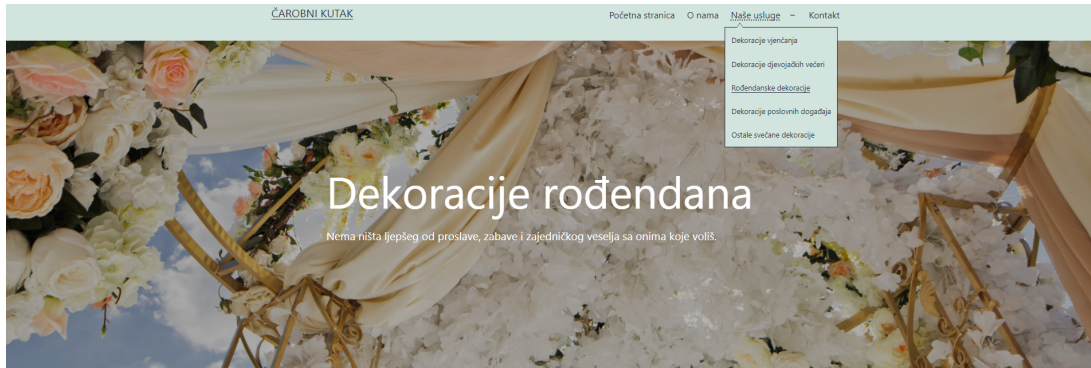 ČAROBNI KUTAK
Početna stranica O nama Naše usluge – Kontakt
Dekoracije vjenčanja
Dekoracije djevojačkih večeri
Rođendanske dekoracije
Dekoracije poslovnih događaja
Ostale svečane dekoracije
Dekoracije rođendana
Nema ništa ljepšeg od proslave, zabave i zajedničkog veselja sa onima koje voliš.